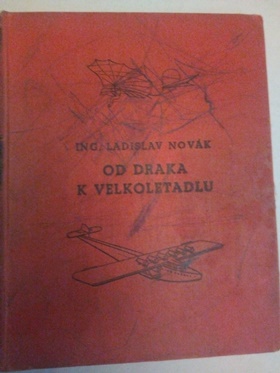 ING. LADISLAV NOVÁK
OD DRAKA
K VELKOLETADLU